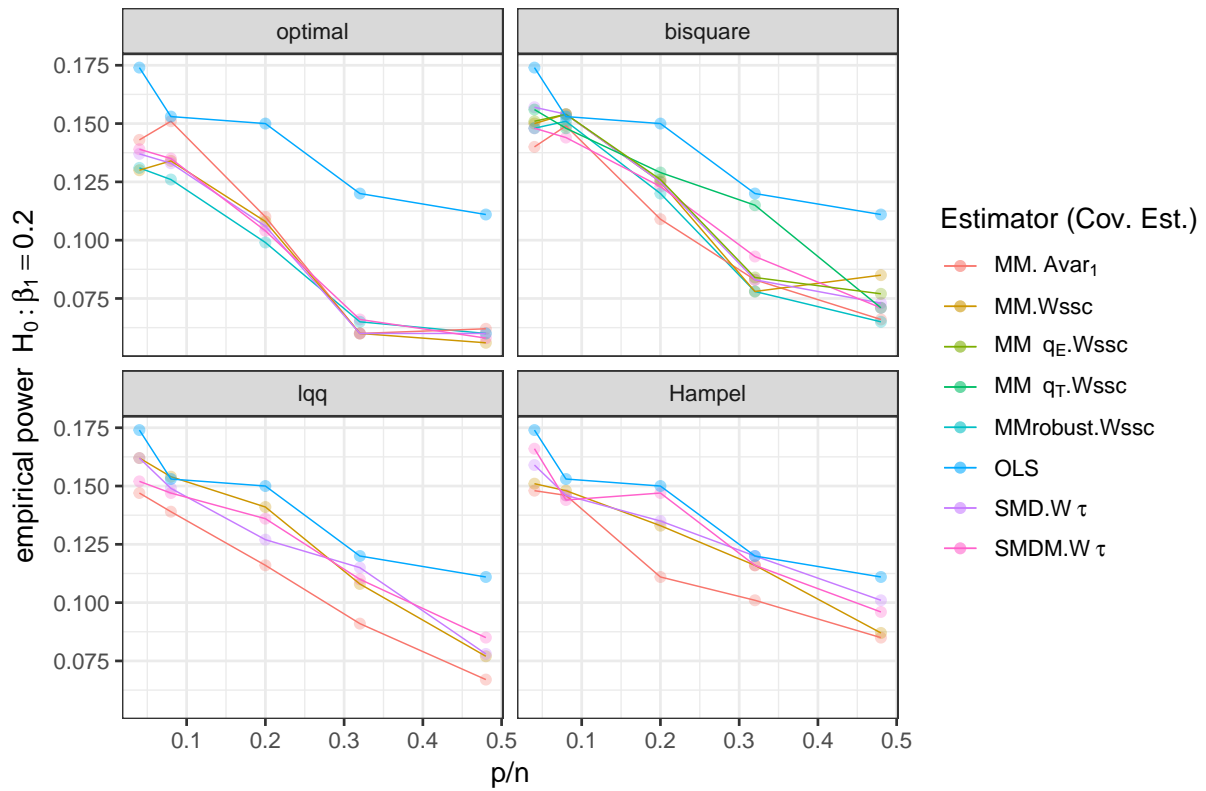 optimal
bisquare
0.175
0.150
0.125
0.100
0.075
lqq
Hampel
0.175
0.150
0.125
0.100
0.075
0.1 0.2 0.3 0.4 0.5
0.1 0.2 0.3 0.4 0.5
p/n
empirical power H₀ : β₁ = 0.2
Estimator (Cov. Est.)
MM. Avar₁
MM.Wssc
MM q_E.Wssc
MM q_T.Wssc
MMrobust.Wssc
OLS
SMD.W τ
SMDM.W τ